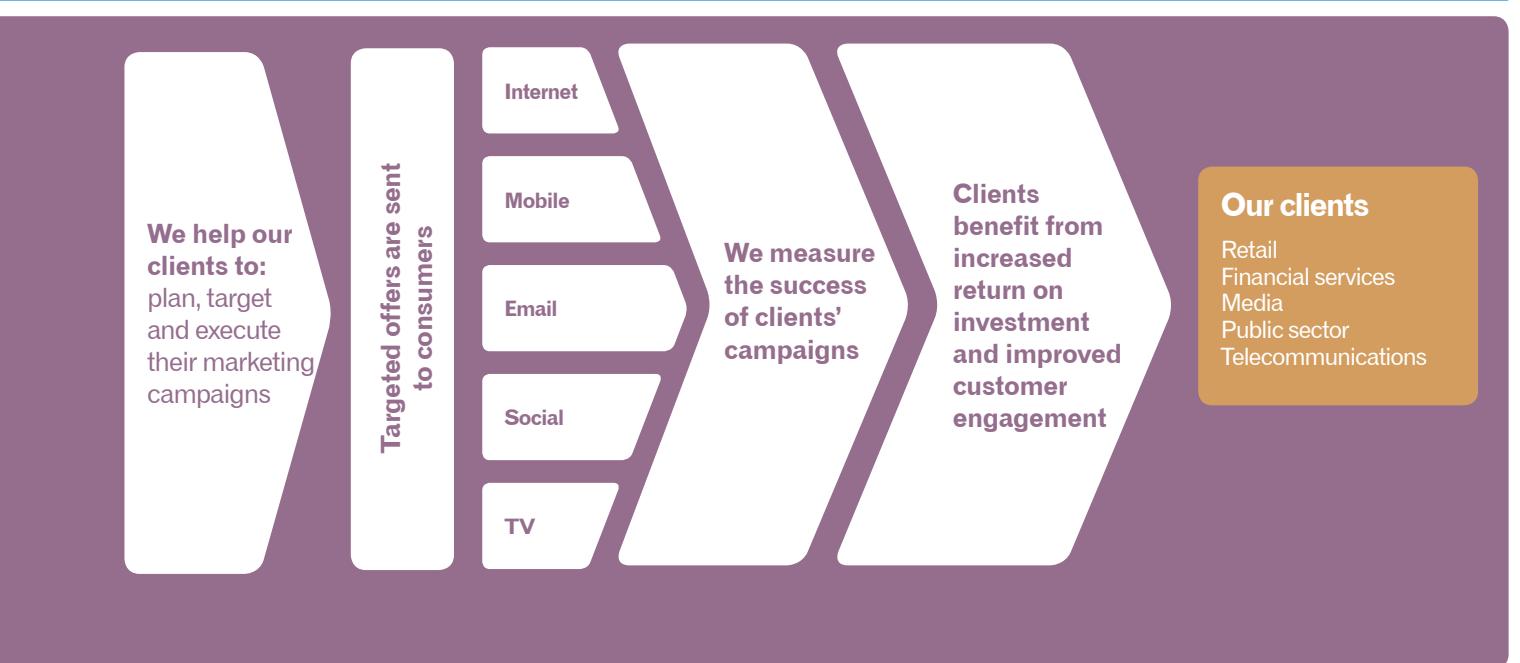 We help our
clients to:
plan, target
and execute
their marketing
campaigns
Targeted offers are sent
to consumers
Internet
Mobile
Email
Social
TV
We measure
the success
of clients’
campaigns
Clients
benefit from
increased
return on
investment
and improved
customer
engagement
Our clients
Retail
Financial services
Media
Public sector
Telecommunications